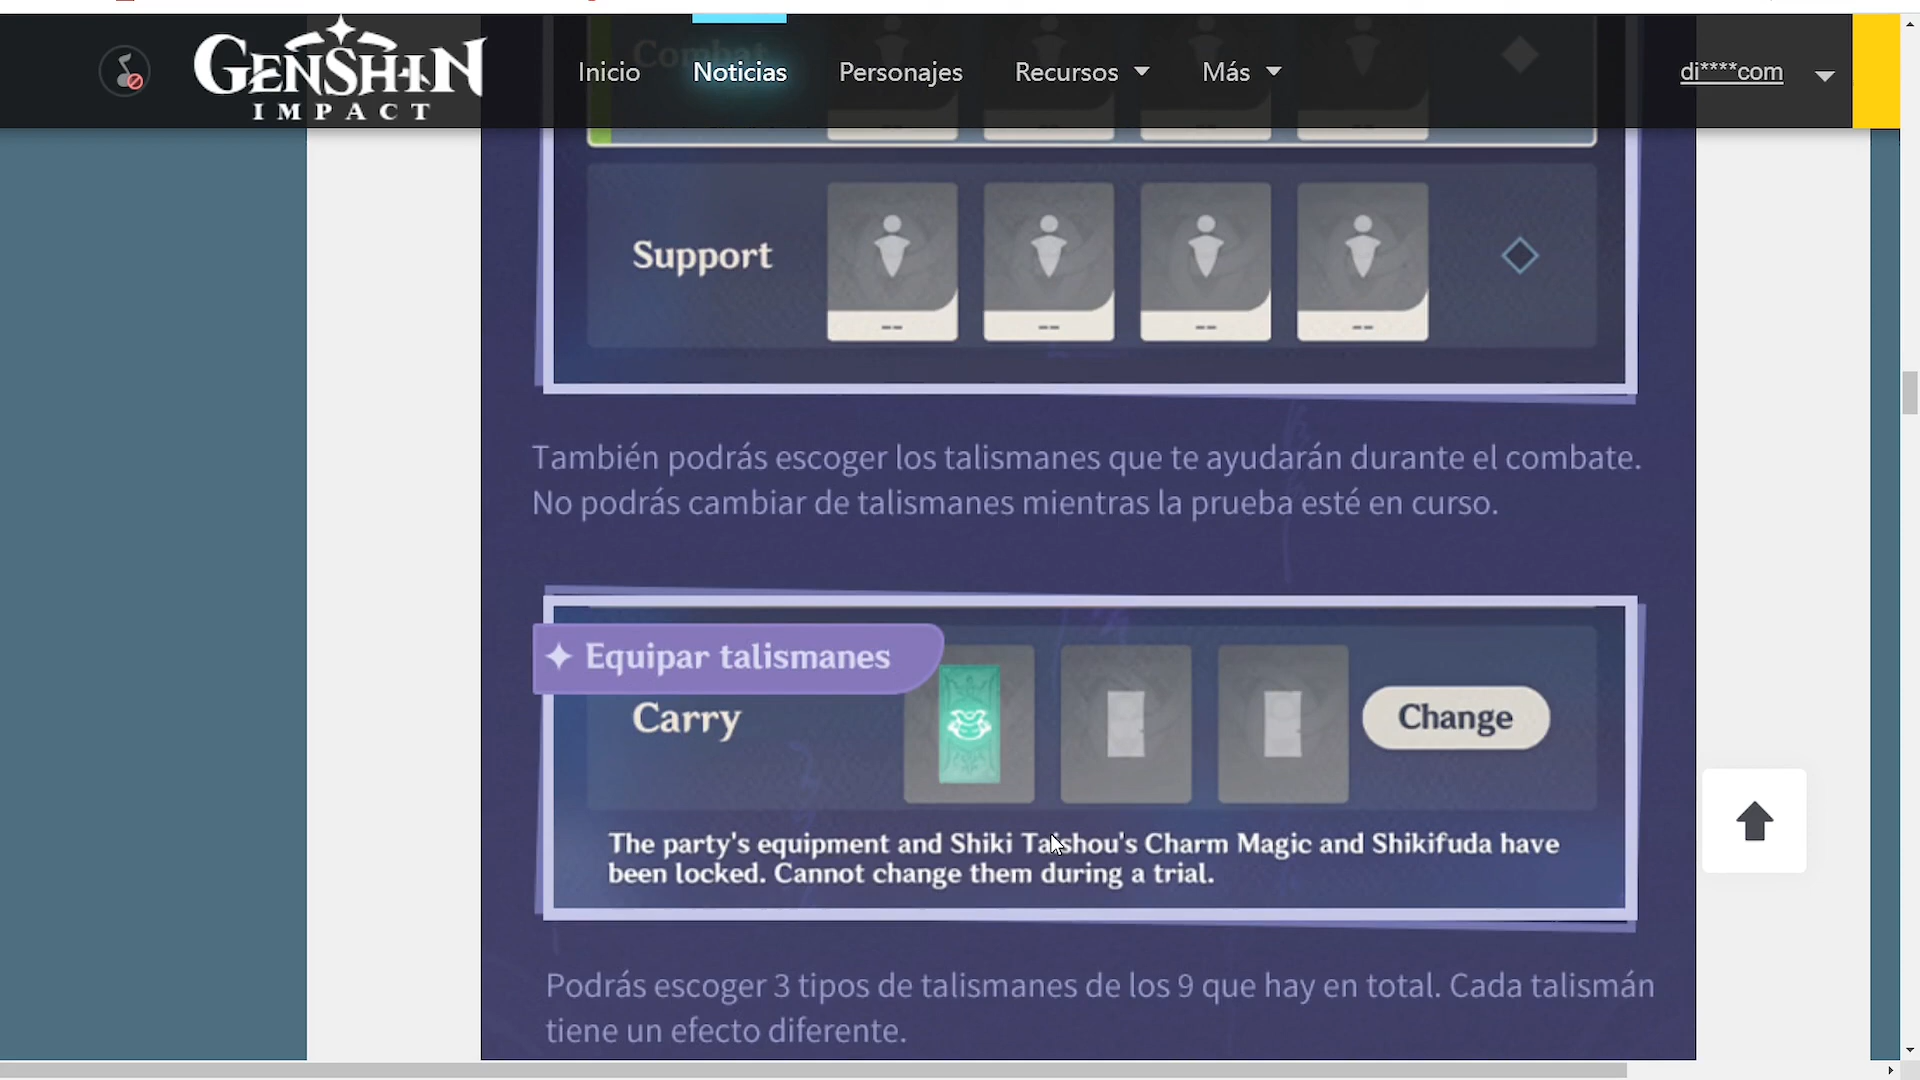 GENSHIN
IMPACT
Inicio
Noticias
Personajes
Recursos
Más
di****com
Combat
Support
--
--
--
--
También podrás escoger los talismanes que te ayudarán durante el combate.
No podrás cambiar de talismanes mientras la prueba esté en curso.
Equipar talismanes
Carry
Change
The party's equipment and Shiki Taishou's Charm Magic and Shikifuda have
been locked. Cannot change them during a trial.
Podrás escoger 3 tipos de talismanes de los 9 que hay en total. Cada talismán
tiene un efecto diferente.